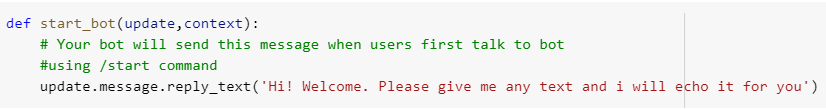 def start_bot(update,context):
    # Your bot will send this message when users first talk to bot
    #using /start command
    update.message.reply_text('Hi! Welcome. Please give me any text and i will echo it for you')